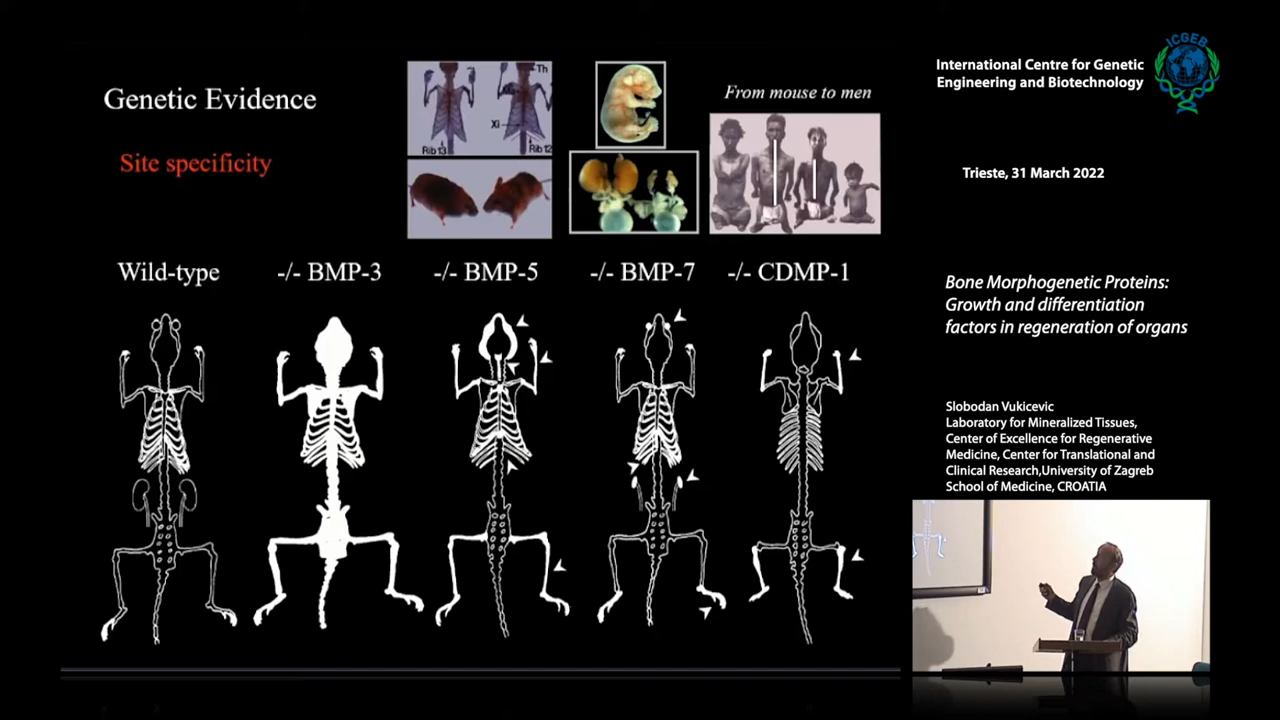 Genetic Evidence
Site specificity
Th
Xi
Rib 13
Rib 12
From mouse to men
Wild-type
-/- BMP-3
-/- BMP-5
-/- BMP-7
-/- CDMP-1
ICGEB
International Centre for Genetic
Engineering and Biotechnology
Trieste, 31 March 2022
Bone Morphogenetic Proteins:
Growth and differentiation
factors in regeneration of organs
Slobodan Vukicevic
Laboratory for Mineralized Tissues,
Center of Excellence for Regenerative
Medicine, Center for Translational and
Clinical Research,University of Zagreb
School of Medicine, CROATIA